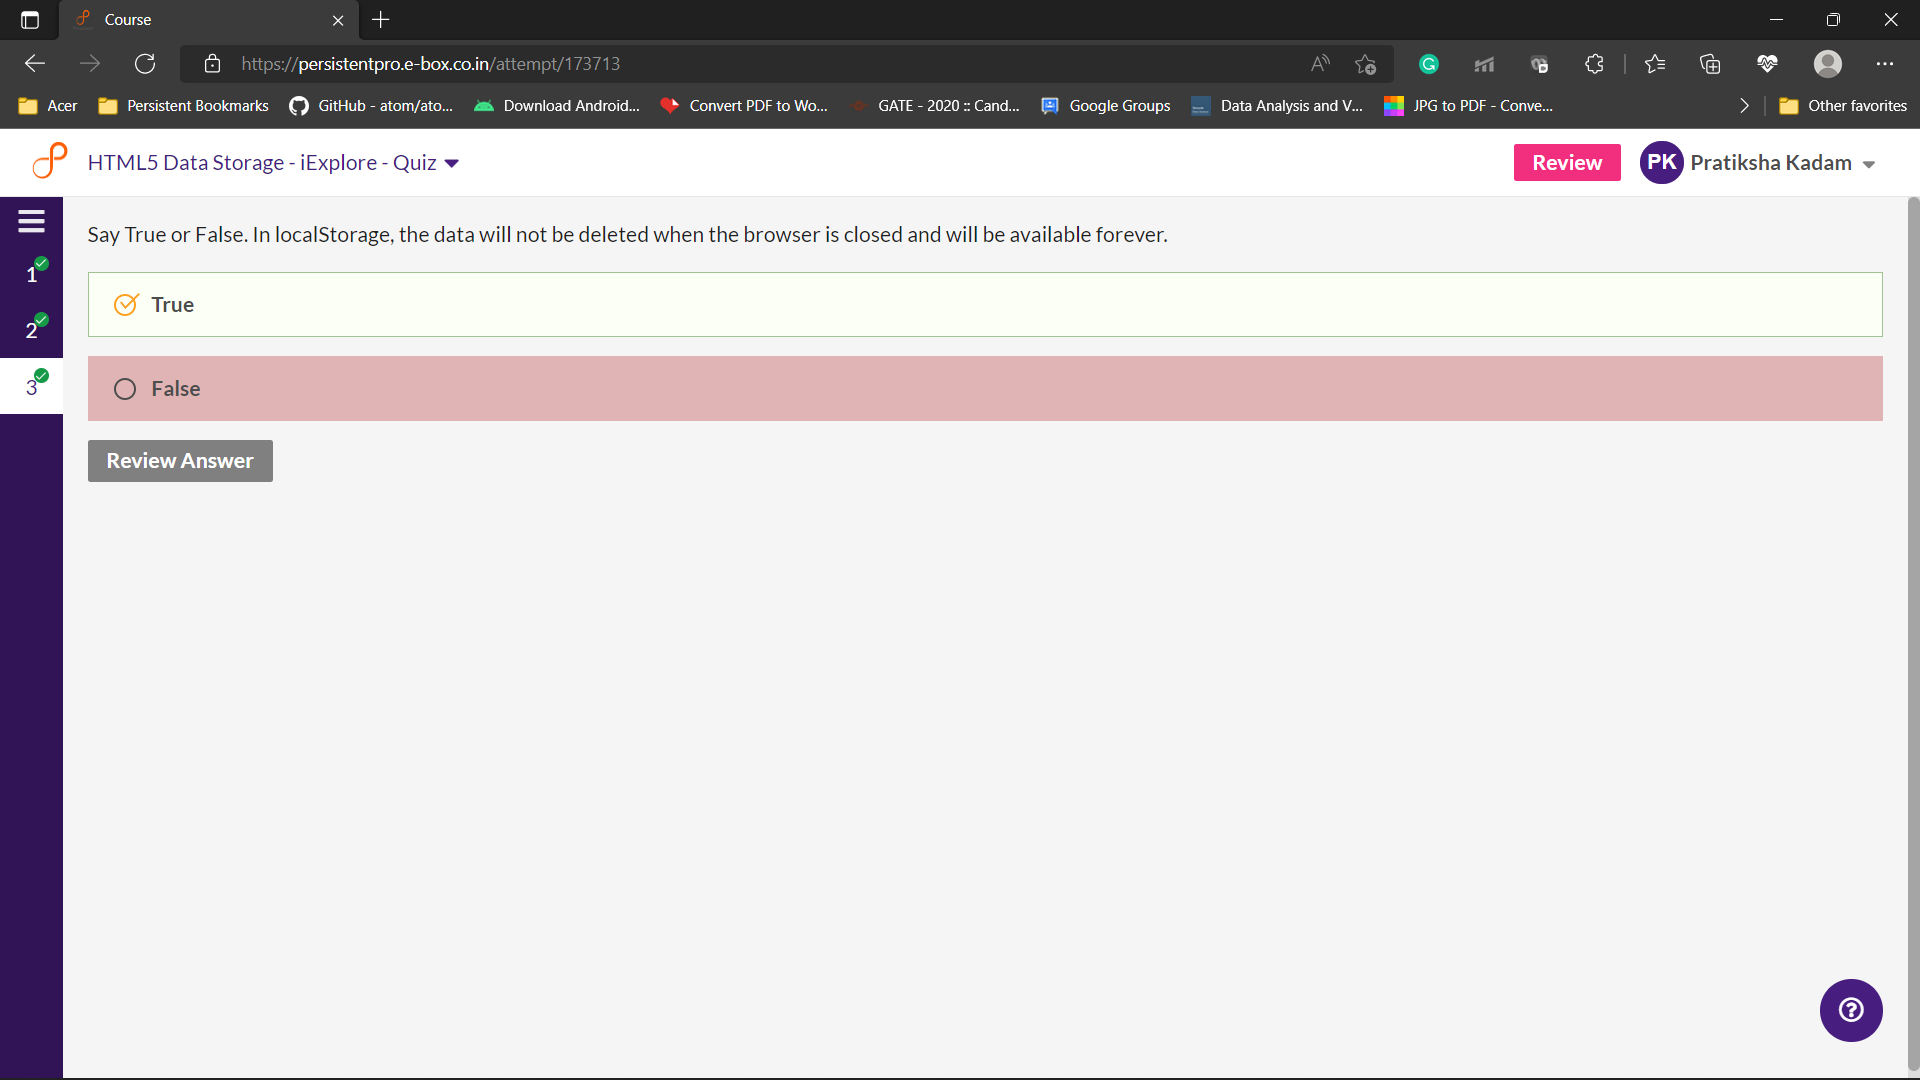 Course
https://persistentpro.e-box.co.in/attempt/173713
Acer
Persistent Bookmarks
GitHub - atom/ato...
Download Android...
Convert PDF to Wo...
GATE - 2020 :: Cand...
Google Groups
Data Analysis and V...
JPG to PDF - Conve...
Other favorites
HTML5 Data Storage - iExplore - Quiz
Review
PK
Pratiksha Kadam
1
2
3
Say True or False. In localStorage, the data will not be deleted when the browser is closed and will be available forever.
True
False
Review Answer